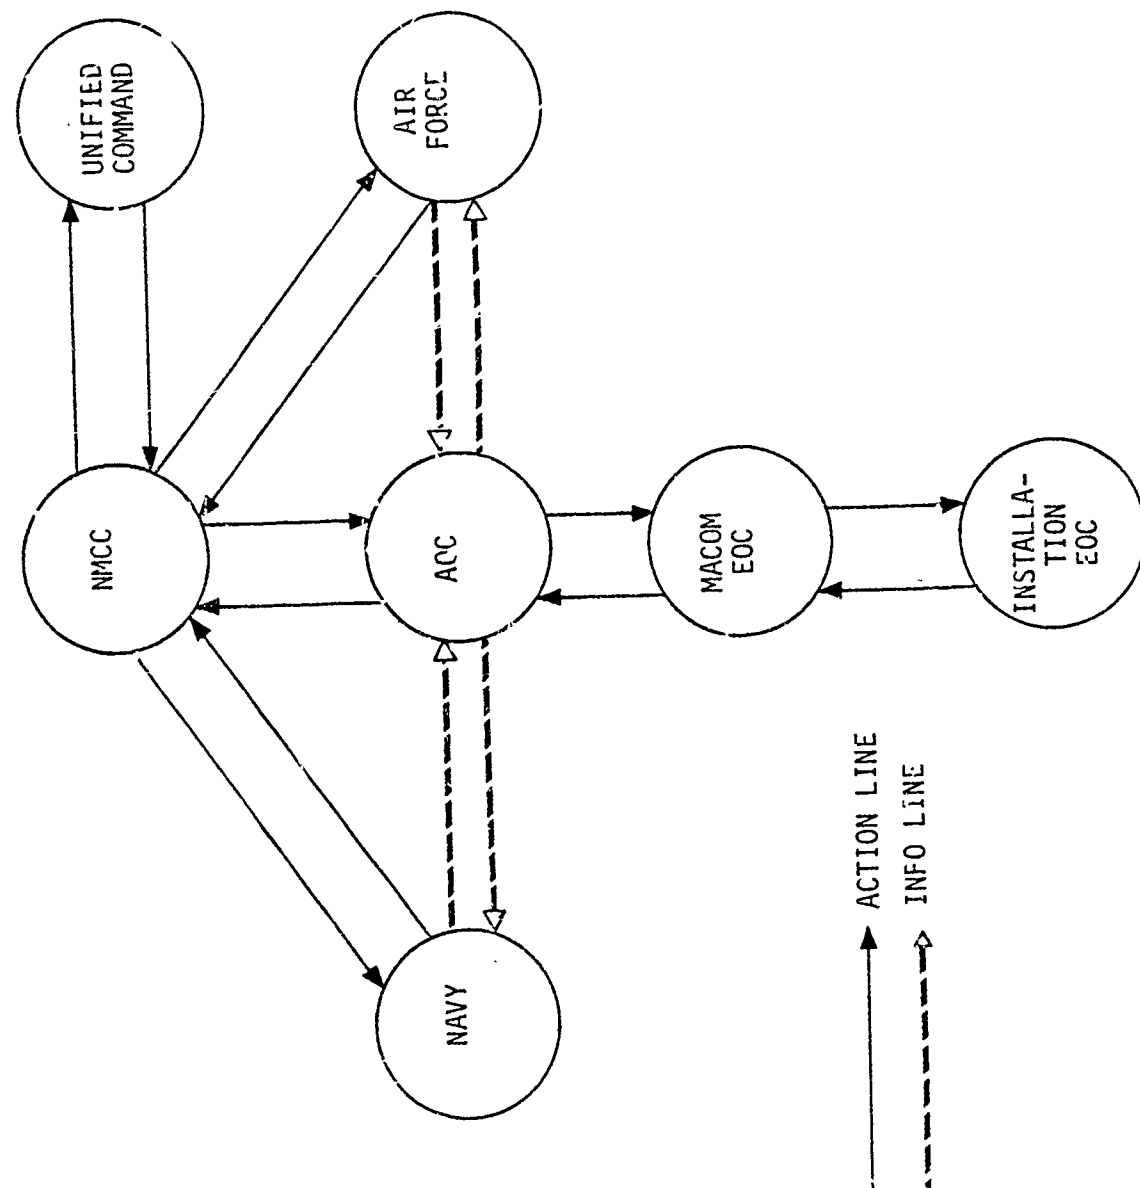 UNIFIED
COMMAND
AIR
FORCE
NMCC
AOC
MACOM
EOC
INSTALLA-
TION
EOC
NAVY
ACTION LINE
INFO LINE